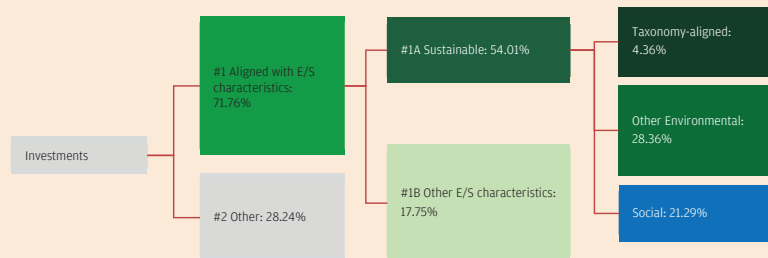 Investments
#1 Aligned with E/S
characteristics:
71.76%
#2 Other: 28.24%
#1A Sustainable: 54.01%
#1B Other E/S characteristics:
17.75%
Taxonomy-aligned:
4.36%
Other Environmental:
28.36%
Social: 21.29%